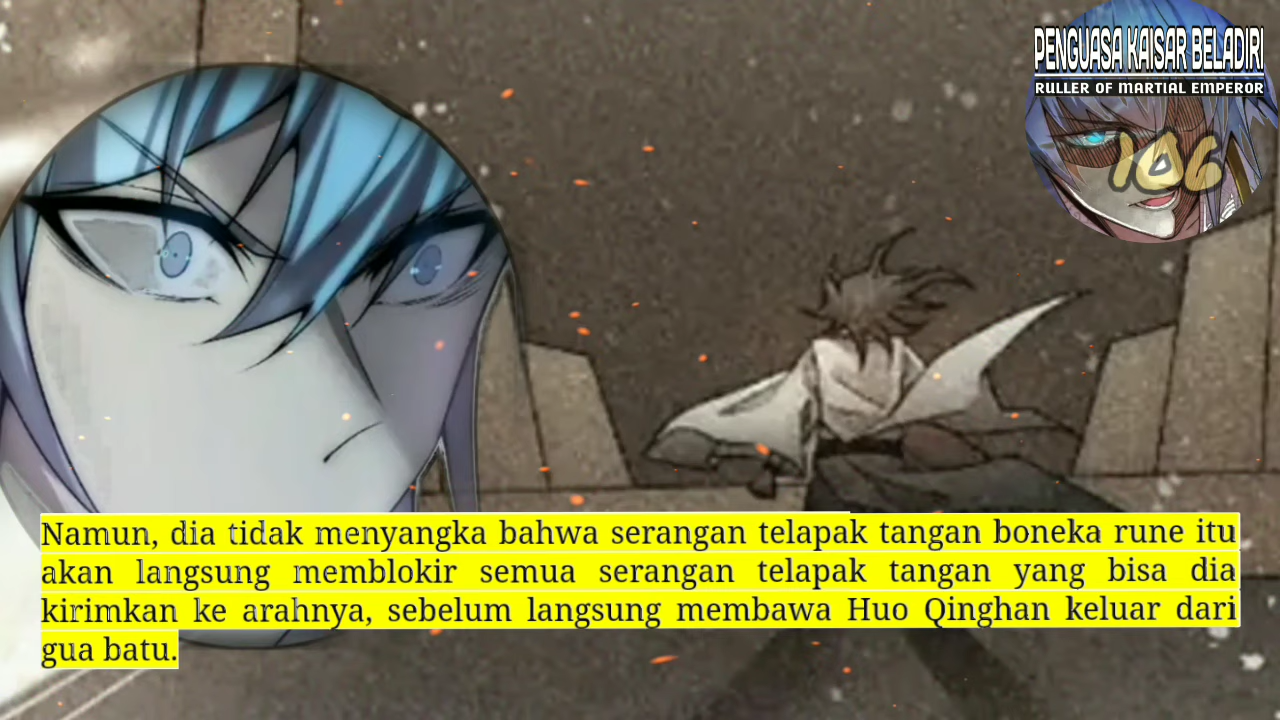 PENGUASA KAISAR BELADIRI
RULLER OF MARTIAL EMPEROR
106
Namun, dia tidak menyangka bahwa serangan telapak tangan boneka rune itu
akan langsung memblokir semua serangan telapak tangan yang bisa dia
kirimkan ke arahnya, sebelum langsung membawa Huo Qinghan keluar dari
gua batu.